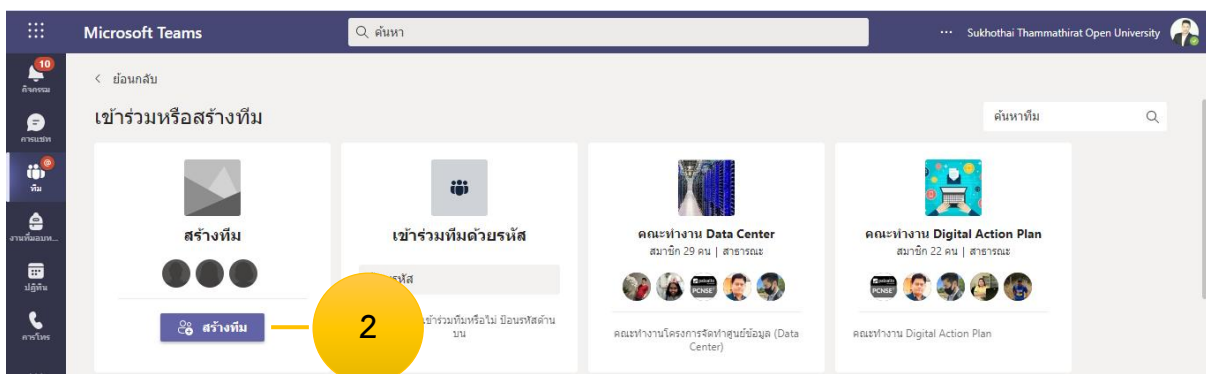 Microsoft Teams
ค้นหา
Sukhothai Thammathirat Open University
10
กิจกรรม
การแชท
ทีม
งานที่มอบห...
ปฏิทิน
การโทร
ย้อนกลับ
เข้าร่วมหรือสร้างทีม
ค้นหาทีม
สร้างทีม
สร้างทีม
เข้าร่วมทีมด้วยรหัส
รหัส
เข้าร่วมทีมหรือไม่ ป้อนรหัสด้าน
บน
2
คณะทำงาน Data Center
สมาชิก 29 คน | สาธารณะ
PCNSE
คณะทำงานโครงการจัดทำศูนย์ข้อมูล (Data
Center)
คณะทำงาน Digital Action Plan
สมาชิก 22 คน | สาธารณะ
PCNSE
คณะทำงาน Digital Action Plan